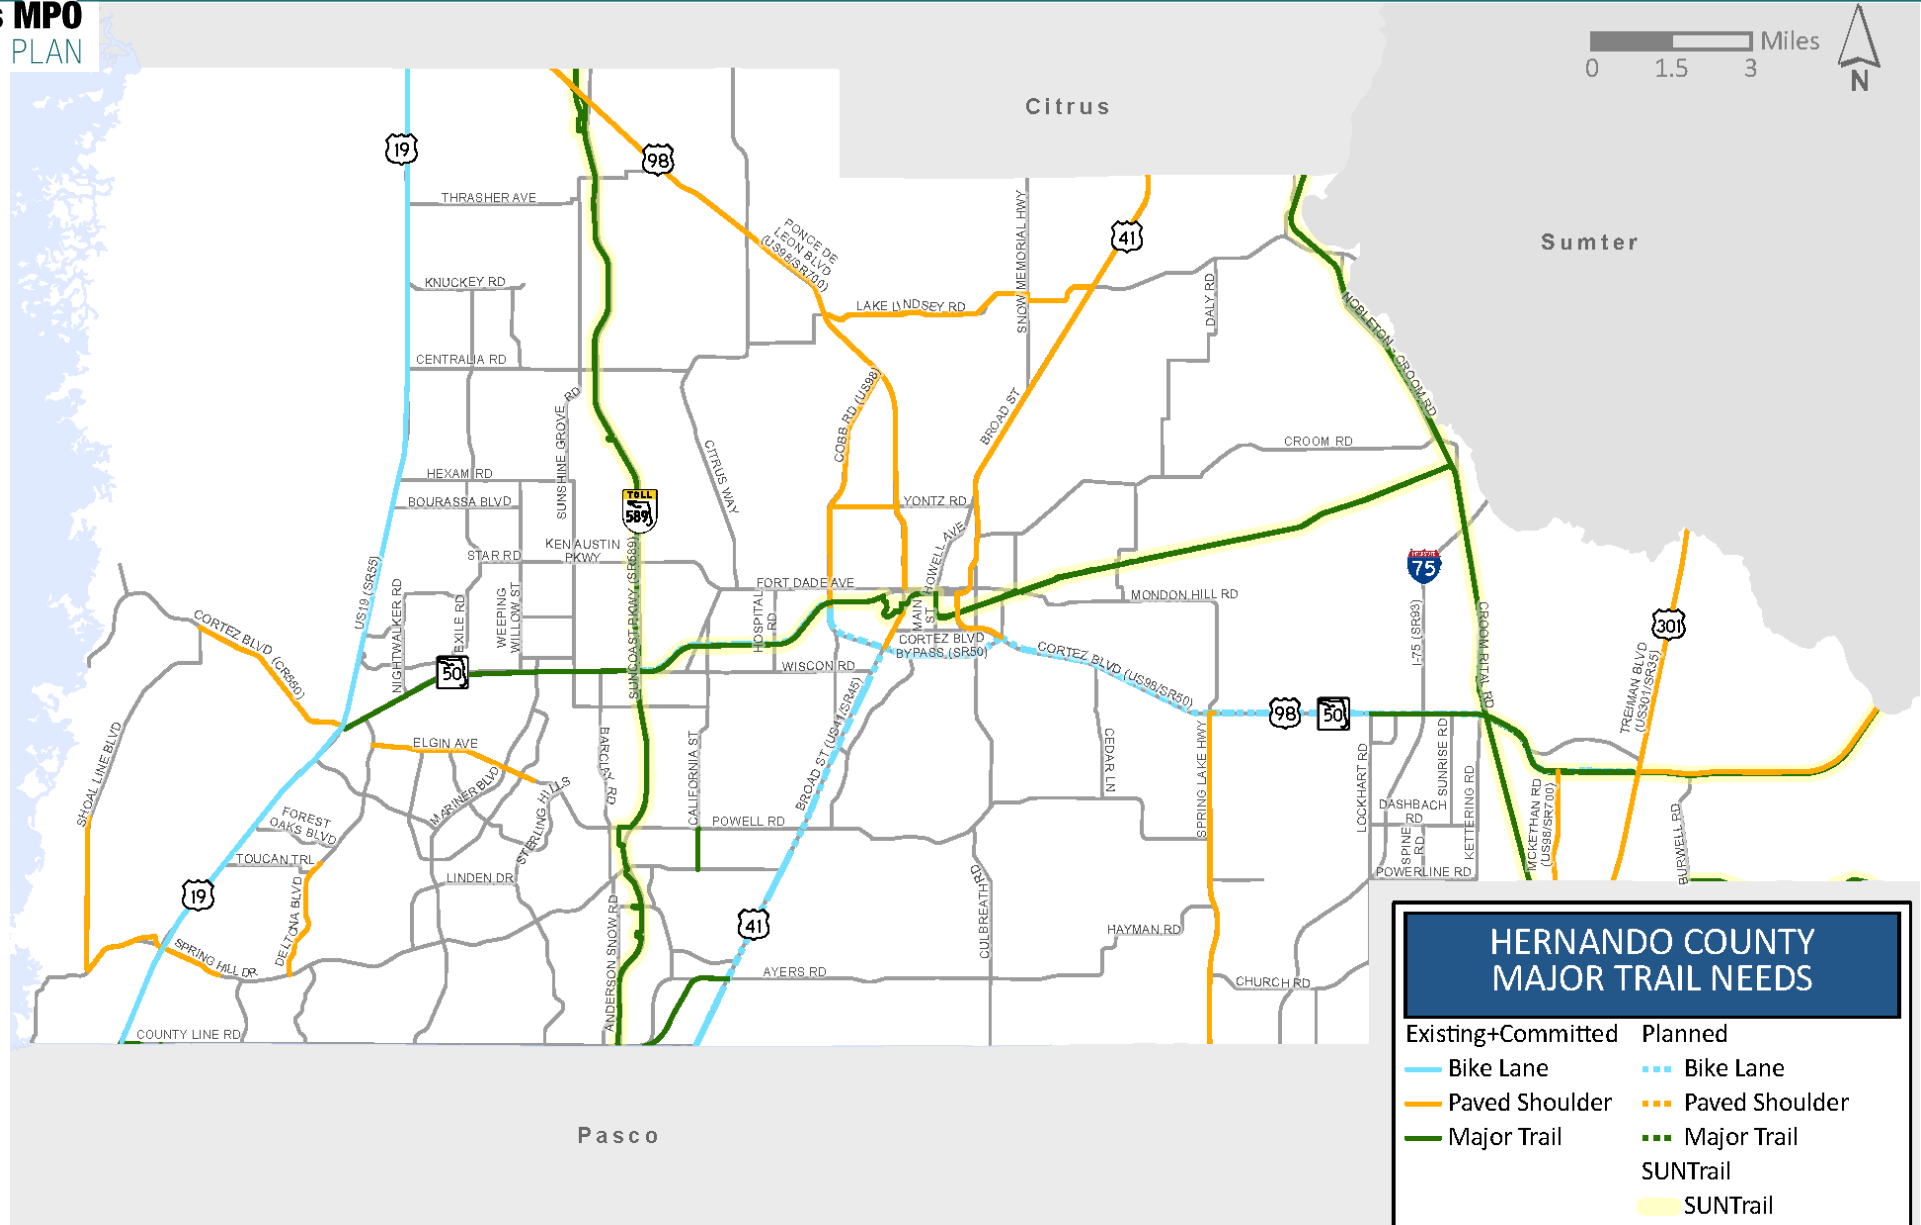 s MPO
PLAN
Citrus
Miles
0 1.5 3
N
Sumter
19
98
41
THRASHER AVE
PONCE DE
LEON BLVD
(US98/SR700)
SNOW MEMORIAL HWY
KNUCKEY RD
LAKE LINDSEY RD
DALY RD
NOBLETON - CROOM RD
CENTRALIA RD
SUNSHINE GROVE RD
COBB RD (US98)
BROAD ST
CROOM RD
CITRUS WAY
HEXAM RD
BOURASSA BLVD
TOLL
589
YONTZ RD
HOWELL AVE
STAR RD
KEN AUSTIN
PKWY
SUNCOAST PKWY (SR589)
US19 (SR55)
FORT DADE AVE
MONDON HILL RD
75
I-75 (SR93)
301
NIGHTWALKER RD
EXILE RD
WEEPING
WILLOW ST
HOSPITAL
RD
MAIN
ST
CORTEZ BLVD
BYPASS (SR50)
CORTEZ BLVD (US98/SR50)
CORTEZ BLVD (CR550)
50
WISCON RD
CROOM RITAL RD
TREIMAN BLVD
(US301/SR35)
98
50
SHOAL LINE BLVD
ELGIN AVE
BARCLAY RD
CALIFORNIA ST
BROAD ST (US41/SR45)
CEDAR LN
SPRING LAKE HWY
LOCKHART RD
SUNRISE RD
KETTERING RD
MARINER BLVD
STERLING HILLS
FOREST
OAKS BLVD
POWELL RD
DASHBACH
RD
SPINE
RD
MCKETHAN RD
(US98/SR700)
BURWELL RD
TOUCAN TRL
LINDEN DR
CULBREATH RD
POWERLINE RD
19
DELTONA BLVD
ANDERSON SNOW RD
41
HAYMAN RD
SPRING HILL DR
AYERS RD
CHURCH RD
COUNTY LINE RD
Pasco
HERNANDO COUNTY
MAJOR TRAIL NEEDS
Existing+Committed Planned
Bike Lane Bike Lane
Paved Shoulder Paved Shoulder
Major Trail Major Trail
SUNTrail
SUNTrail